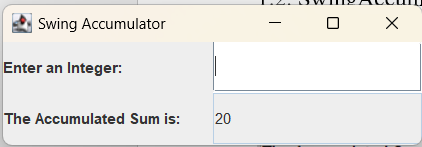 Swing Accumulator
Enter an Integer:
The Accumulated Sum is:
20